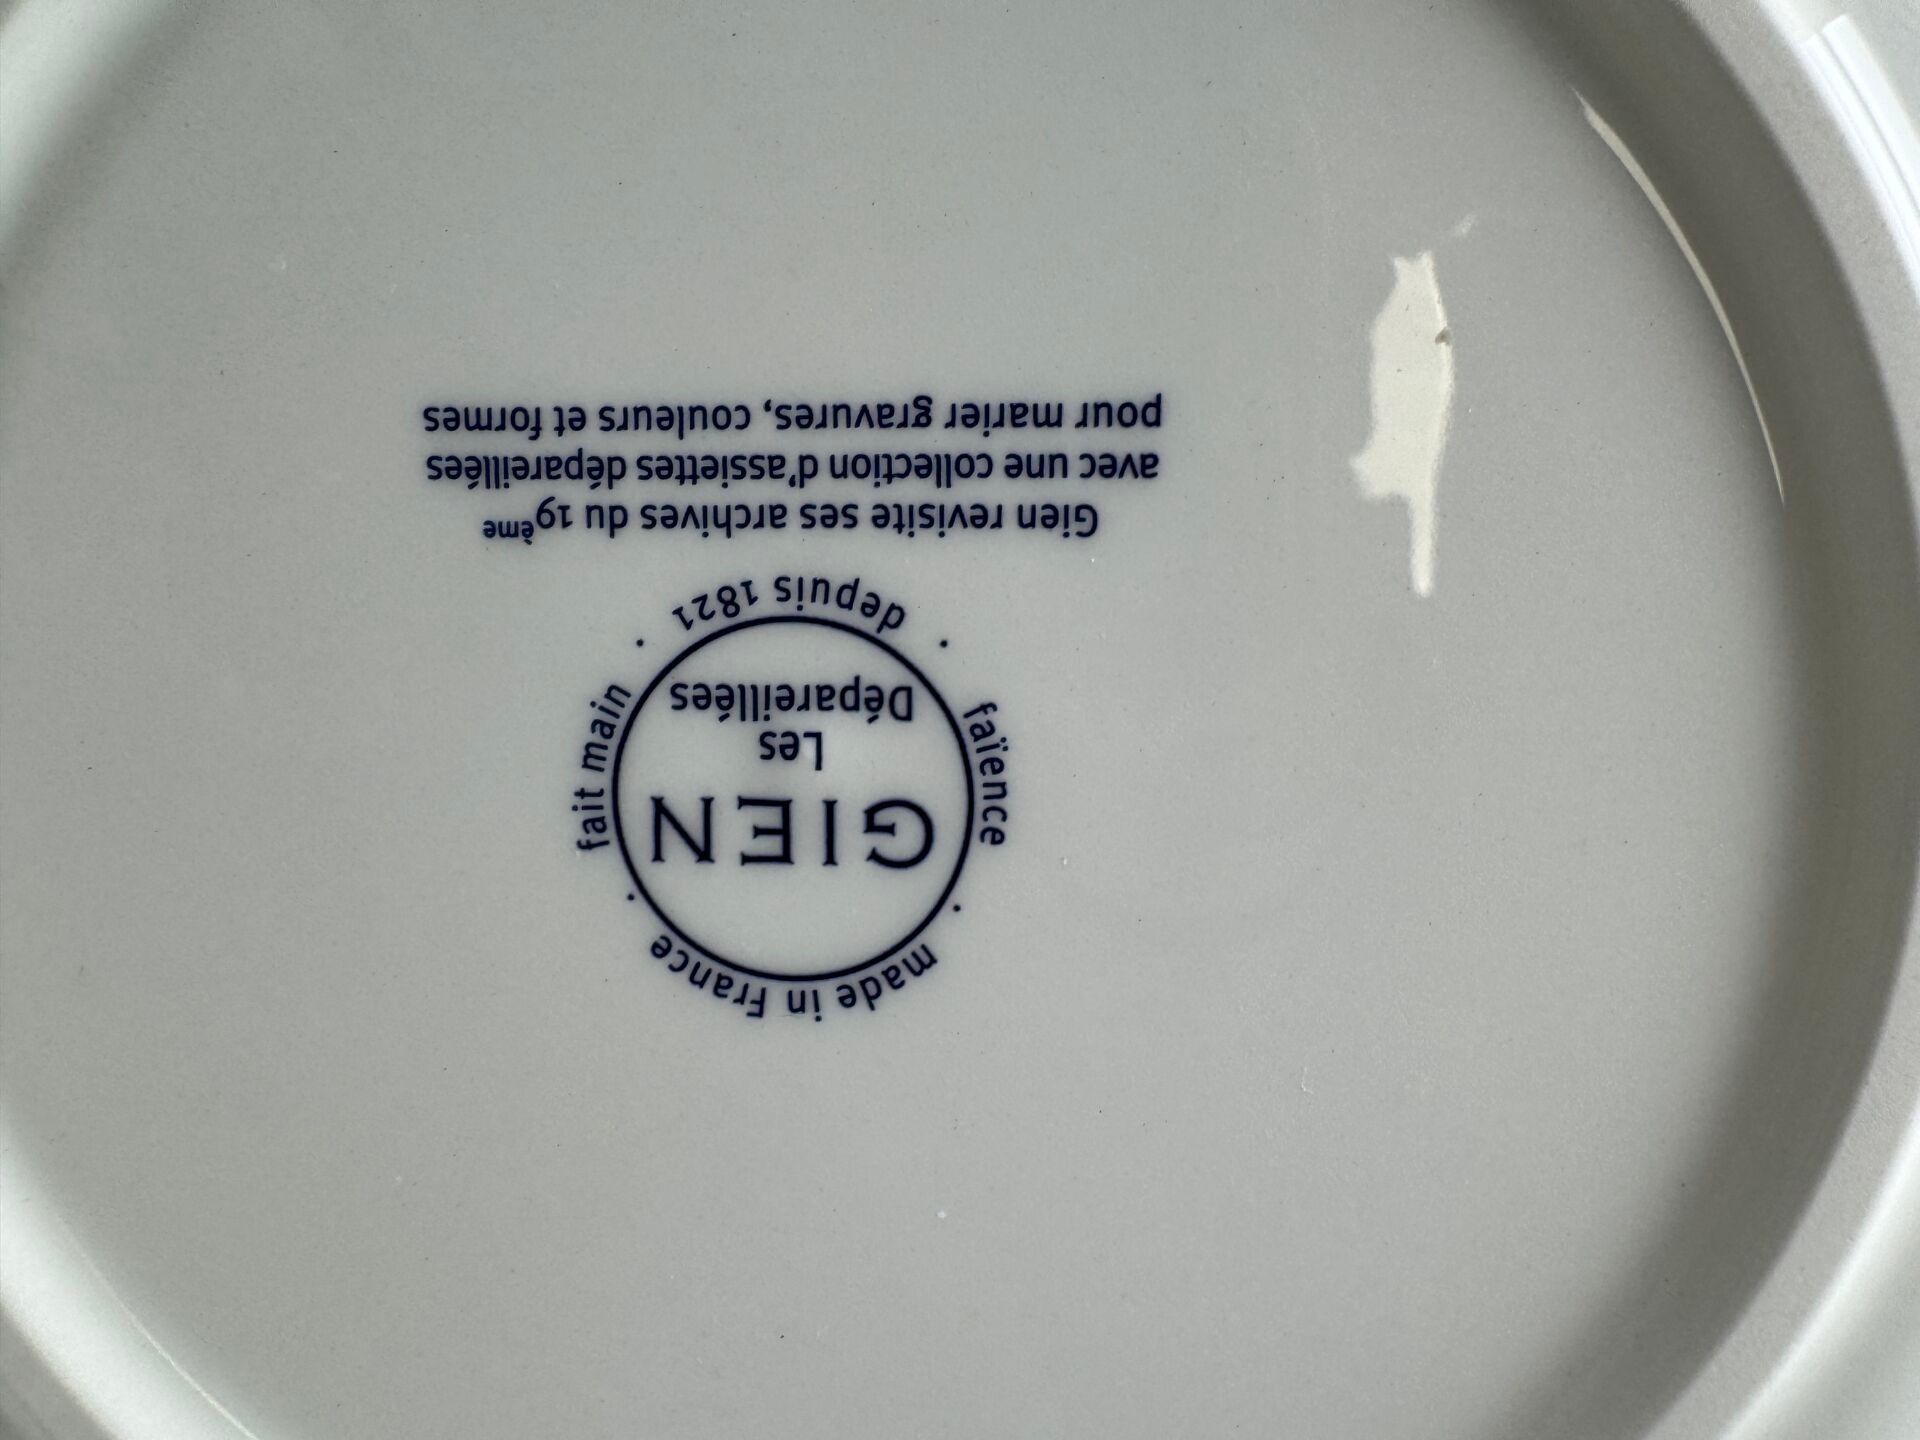 made in France
fait main
faïence
GIEN
Les
Dépareillées
depuis 1821
Gien revisite ses archives du 19ème
avec une collection d'assiettes dépareillées
pour marier gravures, couleurs et formes